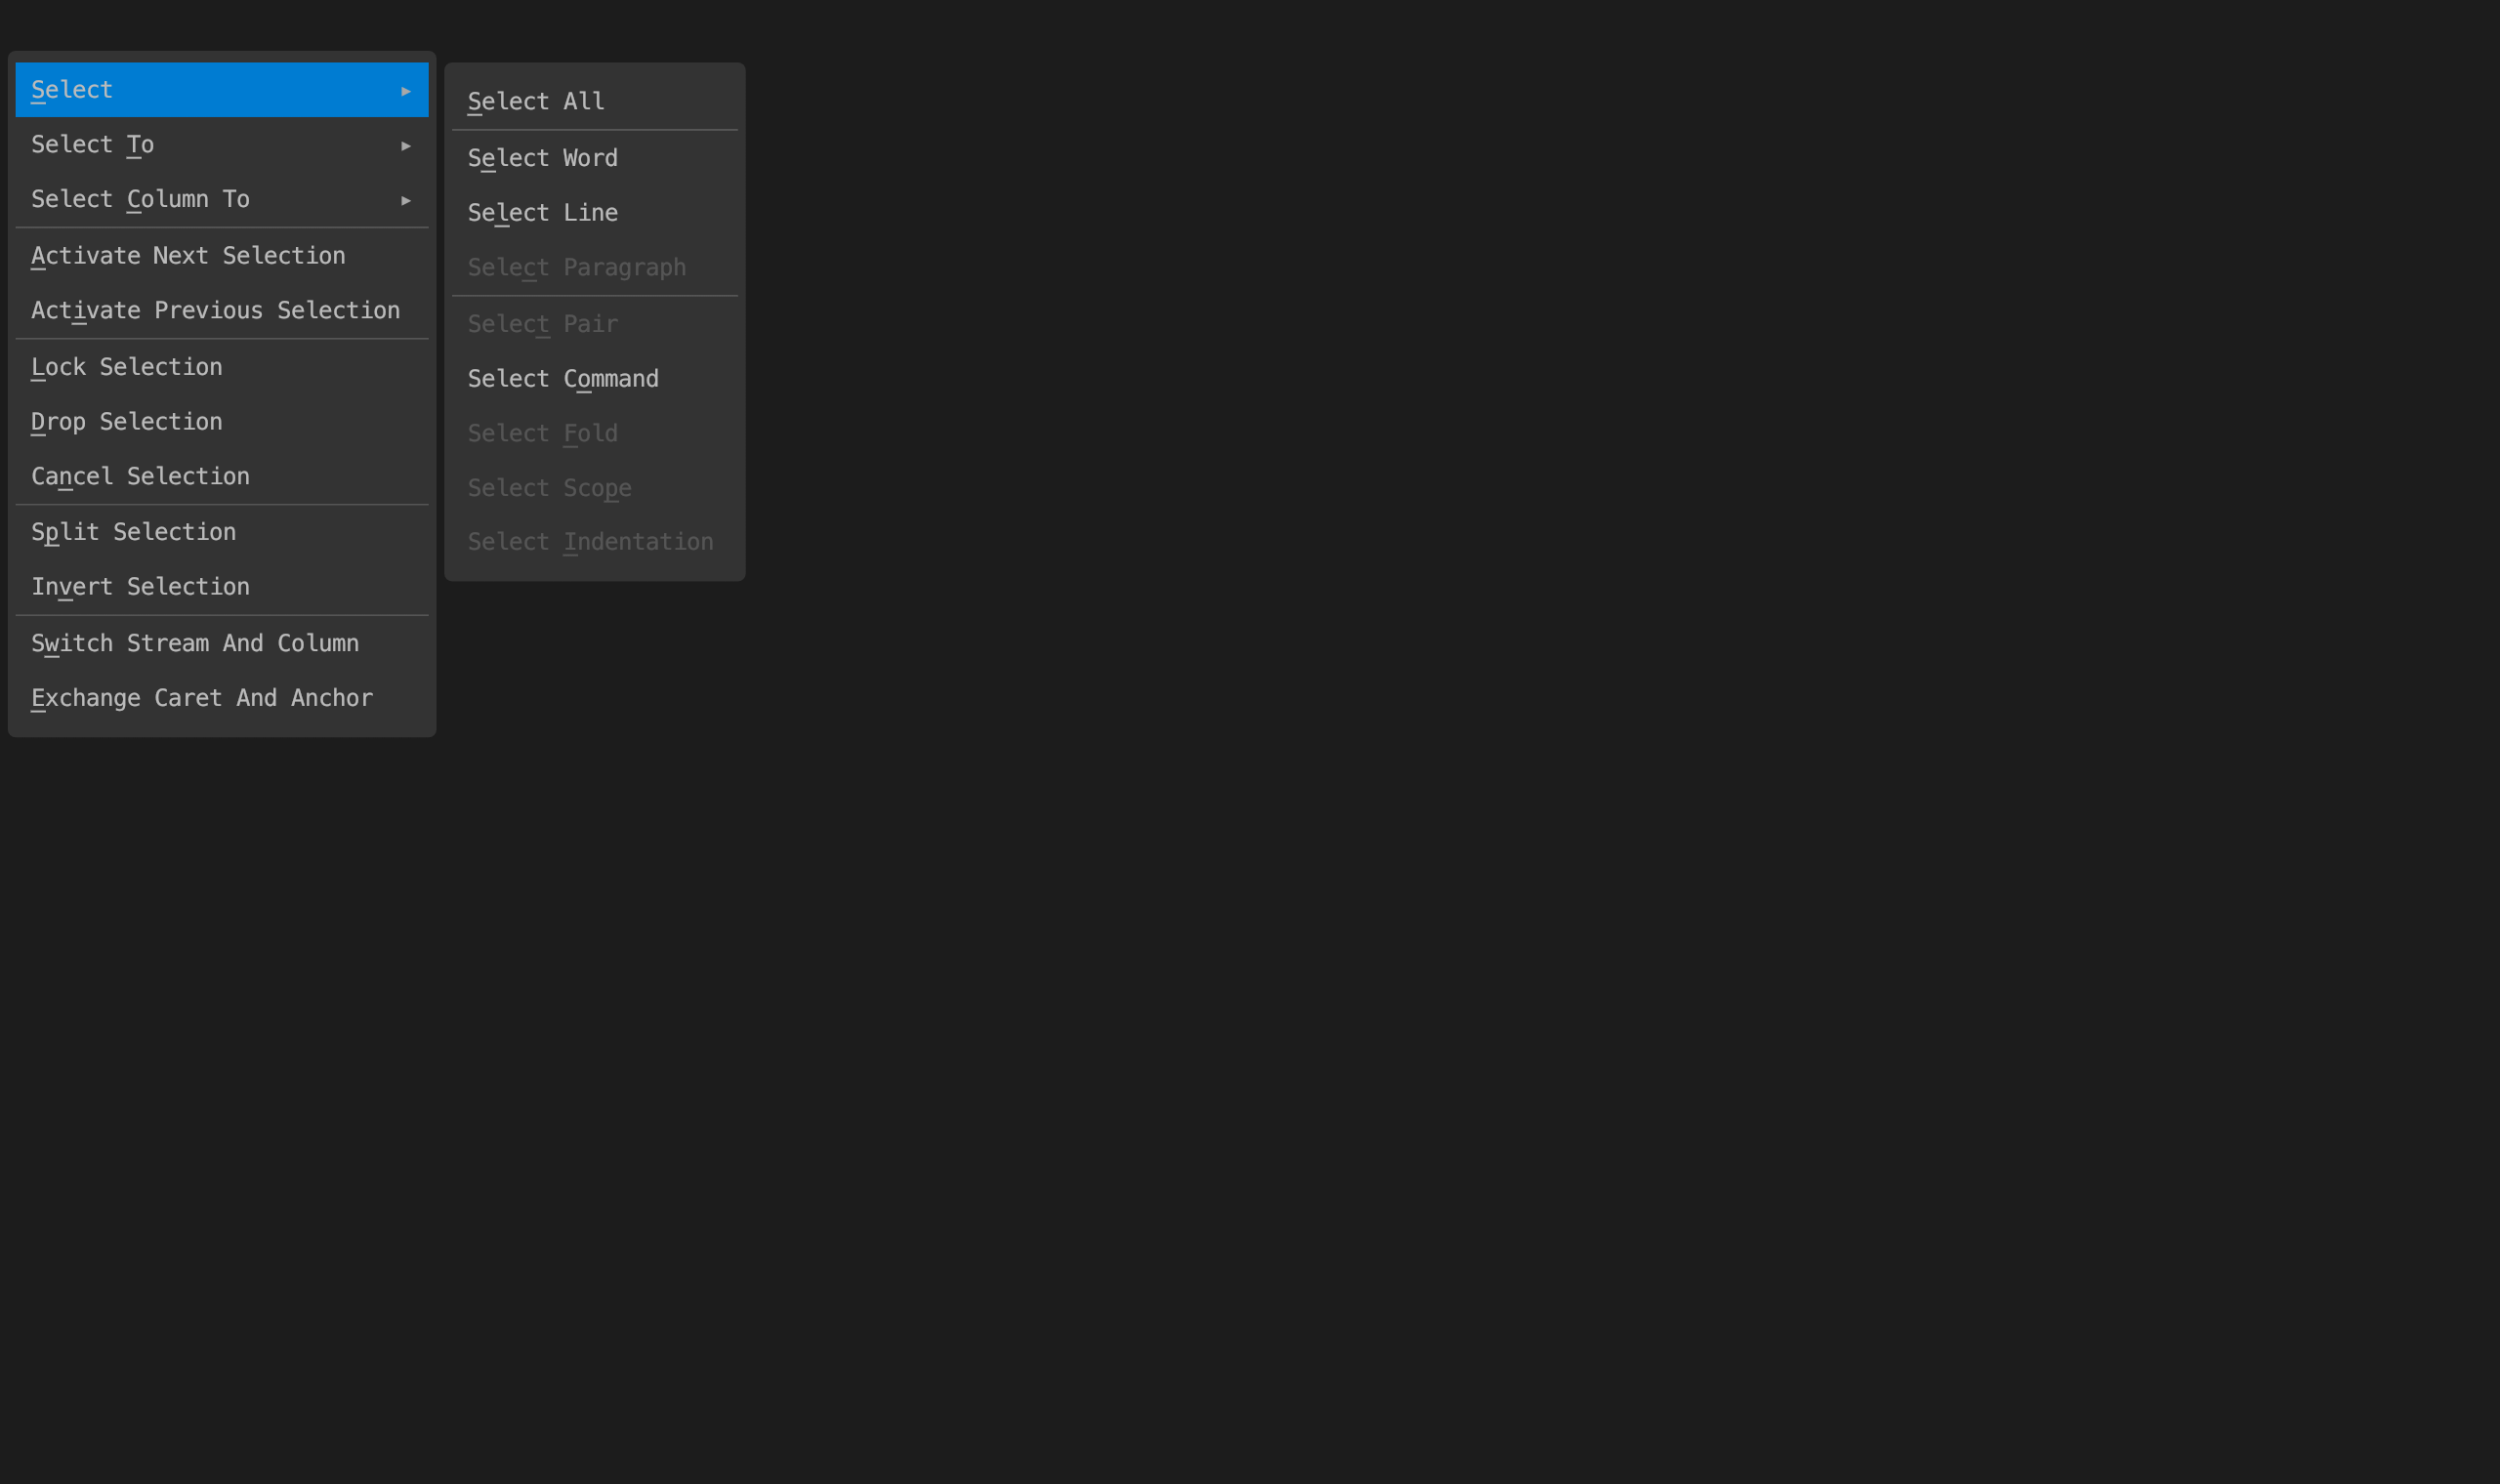 Select ▸
Select To ▸
Select Column To ▸
Activate Next Selection
Activate Previous Selection
Lock Selection
Drop Selection
Cancel Selection
Split Selection
Invert Selection
Switch Stream And Column
Exchange Caret And Anchor
Select All
Select Word
Select Line
Select Paragraph
Select Pair
Select Command
Select Fold
Select Scope
Select Indentation